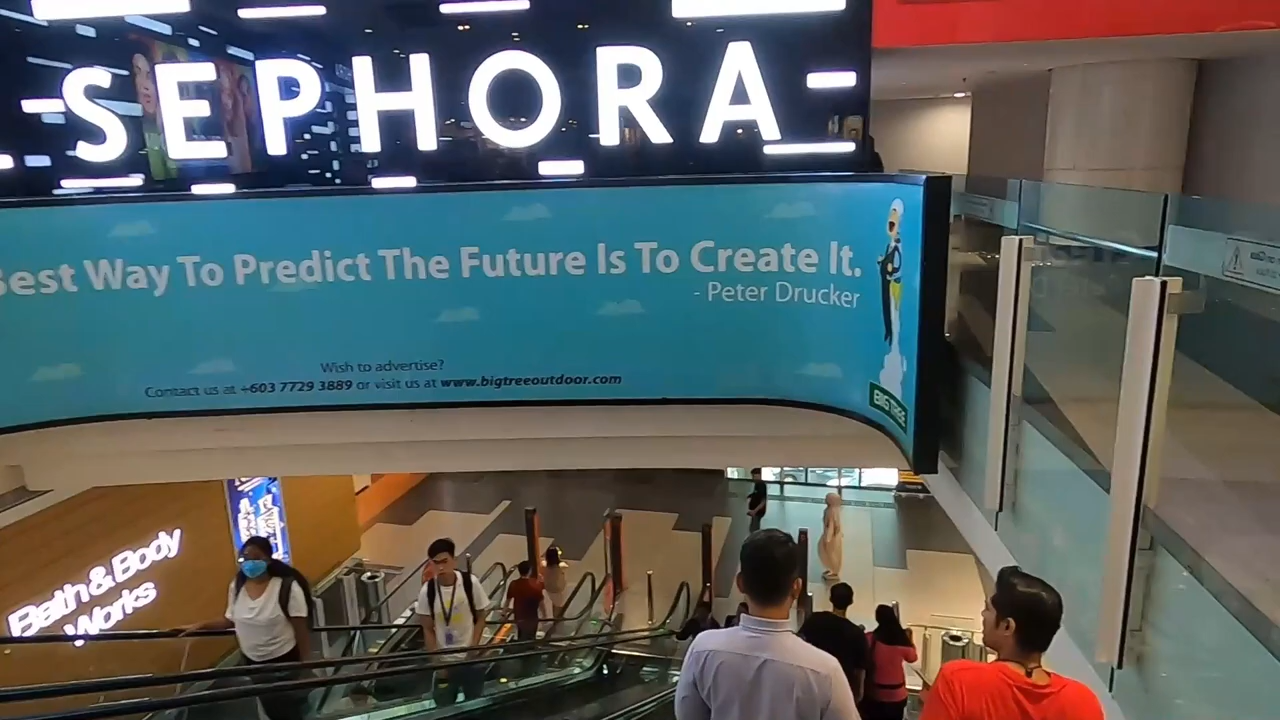 SEPHORA
Best Way To Predict The Future Is To Create It.
- Peter Drucker
Wish to advertise?
Contact us at +603 7729 3889 or visit us at www.bigtreeoutdoor.com
BIG TREE
Bath & Body
Works